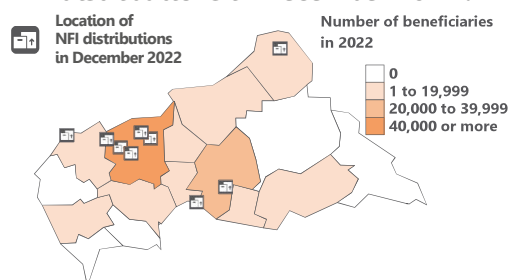 Location of
NFI distributions
in December 2022
Number of beneficiaries
in 2022
0
1 to 19,999
20,000 to 39,999
40,000 or more